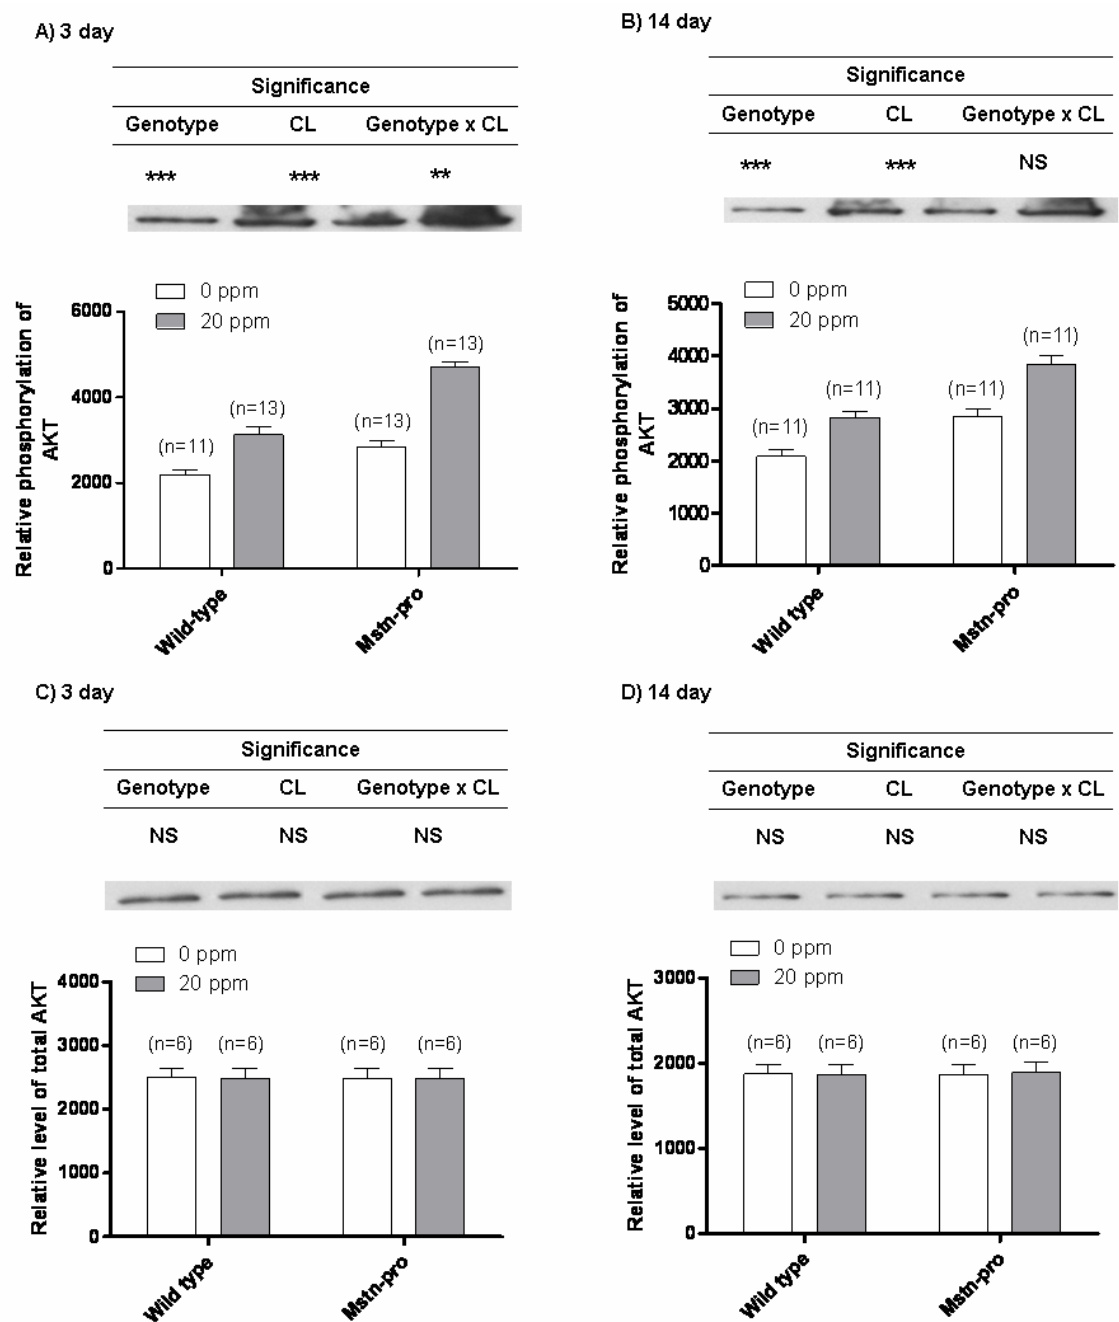 A) 3 day
Significance
Genotype CL Genotype x CL
*** *** **
0 ppm
20 ppm
Relative phosphorylation of
AKT
6000
4000
2000
0
(n=11)
(n=13)
(n=13)
(n=13)
Wild-type
Mstn-pro
B) 14 day
Significance
Genotype CL Genotype x CL
*** *** NS
0 ppm
20 ppm
Relative phosphorylation of
AKT
5000
4000
3000
2000
1000
0
(n=11)
(n=11)
(n=11)
(n=11)
Wild type
Mstn-pro
C) 3 day
Significance
Genotype CL Genotype x CL
NS NS NS
0 ppm
20 ppm
Relative level of total AKT
4000
3000
2000
1000
0
(n=6) (n=6) (n=6) (n=6)
Wild type
Mstn-pro
D) 14 day
Significance
Genotype CL Genotype x CL
NS NS NS
0 ppm
20 ppm
Relative level of total AKT
3000
2000
1000
0
(n=6) (n=6) (n=6) (n=6)
Wild type
Mstn-pro